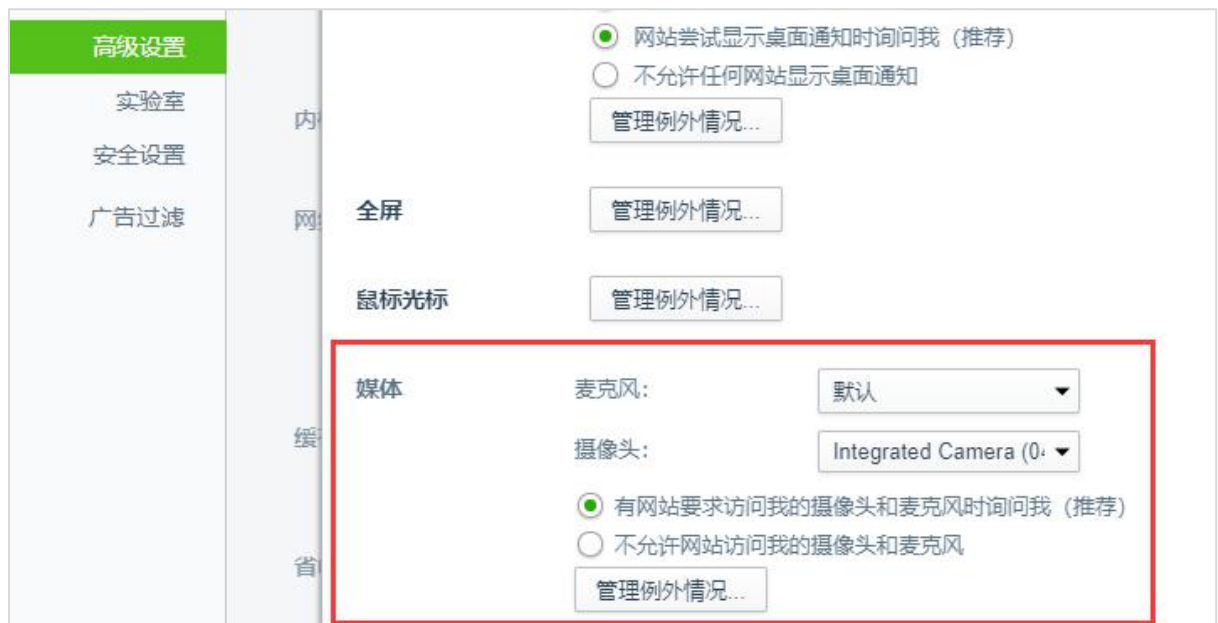 高级设置
实验室
安全设置
广告过滤
内
网
缓
省
网站尝试显示桌面通知时询问我（推荐）
不允许任何网站显示桌面通知
管理例外情况...
全屏
管理例外情况...
鼠标光标
管理例外情况...
媒体
麦克风：
默认
摄像头：
Integrated Camera (04
有网站要求访问我的摄像头和麦克风时询问我（推荐）
不允许网站访问我的摄像头和麦克风
管理例外情况...